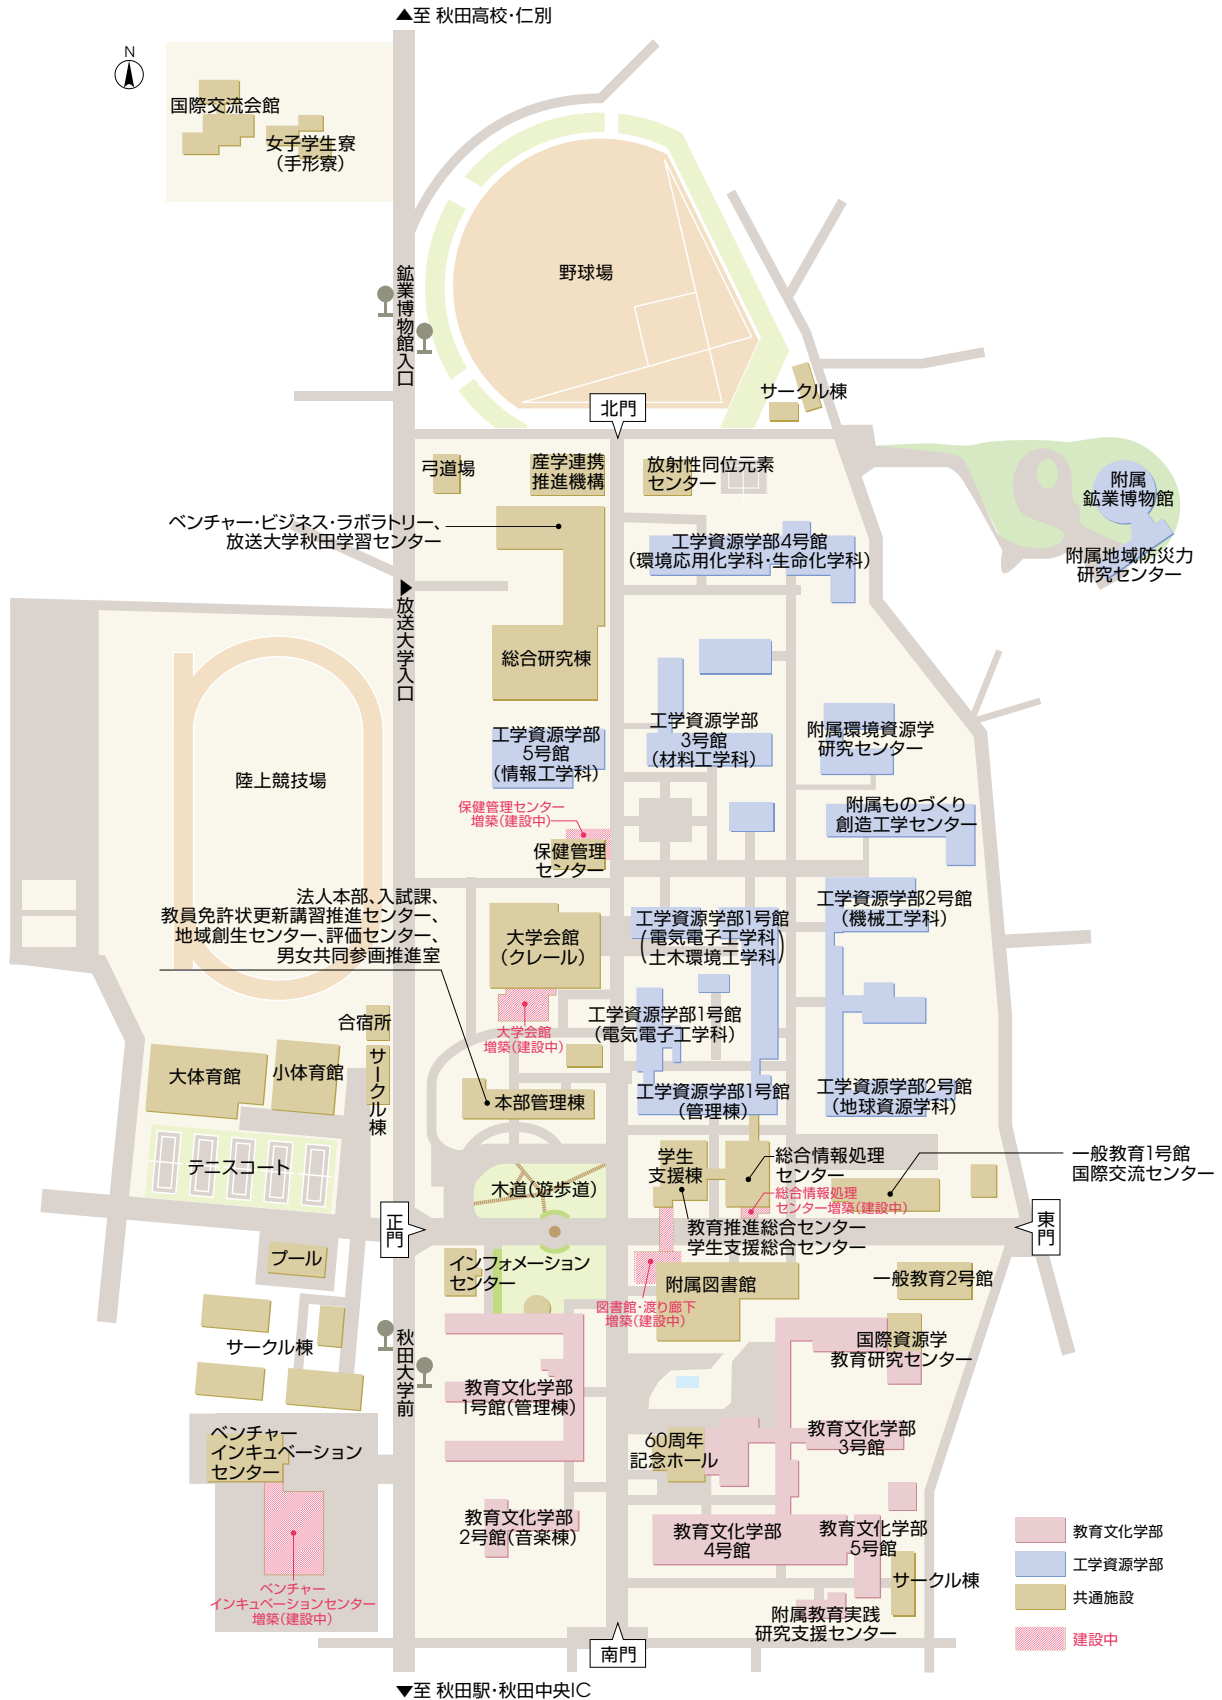 ▲至 秋田高校・仁別
N
国際交流会館
女子学生寮
(手形寮)
鉱業博物館入口
野球場
サークル棟
北門
弓道場
産学連携
推進機構
放射性同位元素
センター
附属
鉱業博物館
附属地域防災力
研究センター
ベンチャー・ビジネス・ラボラトリー、
放送大学秋田学習センター
工学資源学部4号館
(環境応用化学科・生命化学科)
▶放送大学入口
総合研究棟
工学資源学部
5号館
(情報工学科)
工学資源学部
3号館
(材料工学科)
附属環境資源学
研究センター
陸上競技場
保健管理センター
増築(建設中)
保健管理
センター
附属ものづくり
創造工学センター
法人本部、入試課、
教員免許状更新講習推進センター、
地域創生センター、評価センター、
男女共同参画推進室
大学会館
(クレール)
工学資源学部1号館
(電気電子工学科
土木環境工学科)
工学資源学部2号館
(機械工学科)
合宿所
大学会館
増築(建設中)
工学資源学部1号館
(電気電子工学科)
大体育館
小体育館
サークル棟
本部管理棟
工学資源学部1号館
(管理棟)
工学資源学部2号館
(地球資源学科)
テニスコート
木道(遊歩道)
学生
支援棟
総合情報処理
センター
総合情報処理
センター増築(建設中)
一般教育1号館
国際交流センター
正門
東門
教育推進総合センター
学生支援総合センター
プール
インフォメーション
センター
附属図書館
一般教育2号館
図書館・渡り廊下
増築(建設中)
サークル棟
秋田大学前
国際資源学
教育研究センター
教育文化学部
1号館(管理棟)
ベンチャー
インキュベーション
センター
60周年
記念ホール
教育文化学部
3号館
教育文化学部
2号館(音楽棟)
教育文化学部
4号館
教育文化学部
5号館
サークル棟
ベンチャー
インキュベーションセンター
増築(建設中)
附属教育実践
研究支援センター
南門
教育文化学部
工学資源学部
共通施設
建設中
▼至 秋田駅・秋田中央IC